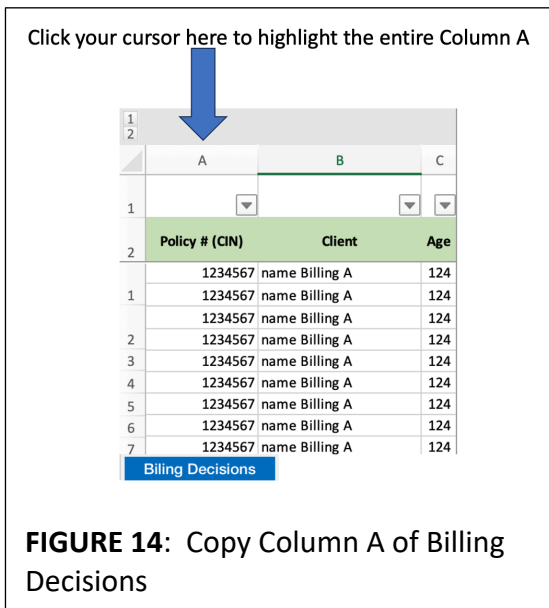 Click your cursor here to highlight the entire Column A
1
2
A B C
1
2 Policy # (CIN) Client Age
1234567 name Billing A 124
1 1234567 name Billing A 124
1234567 name Billing A 124
2 1234567 name Billing A 124
3 1234567 name Billing A 124
4 1234567 name Billing A 124
5 1234567 name Billing A 124
6 1234567 name Billing A 124
7 1234567 name Billing A 124
Biling Decisions
FIGURE 14: Copy Column A of Billing
Decisions